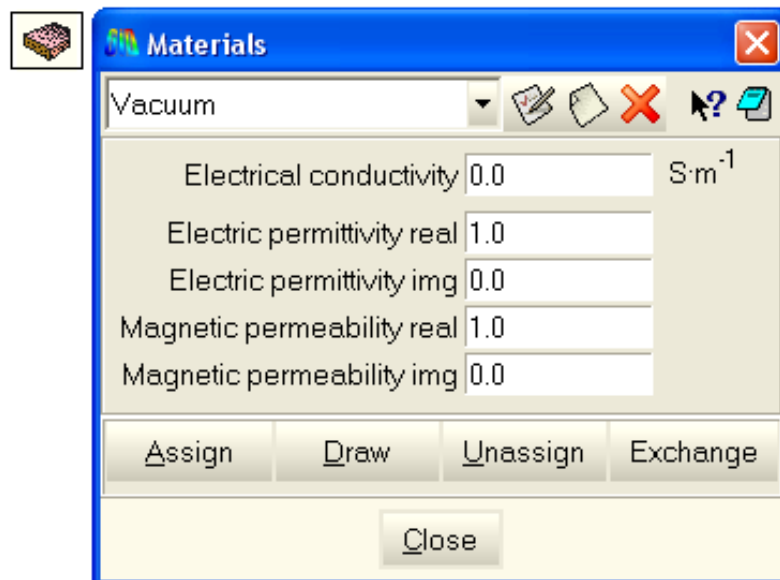 Materials
Vacuum
Electrical conductivity 0.0 S·m⁻¹
Electric permittivity real 1.0
Electric permittivity img 0.0
Magnetic permeability real 1.0
Magnetic permeability img 0.0
Assign Draw Unassign Exchange
Close